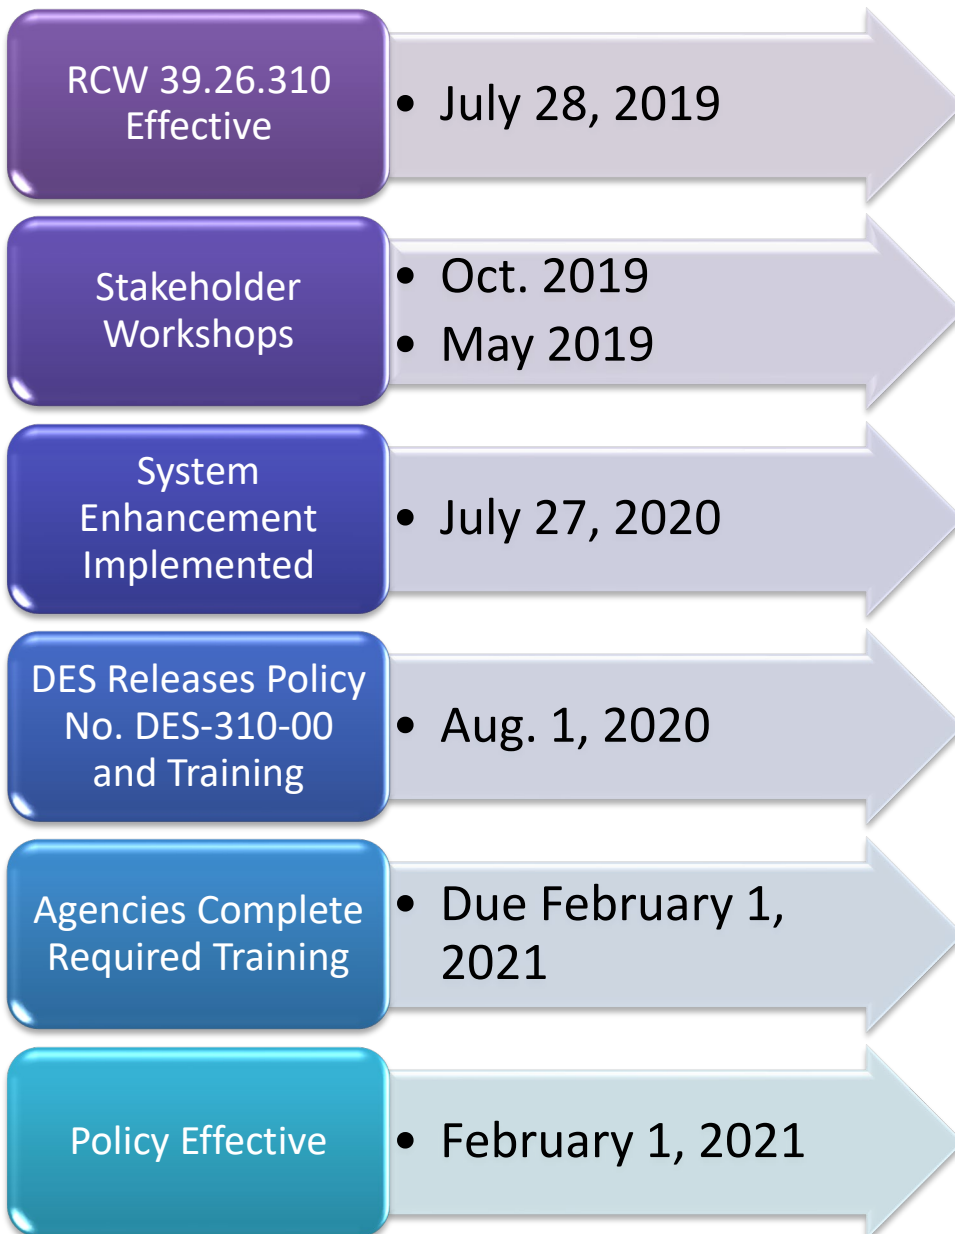 RCW 39.26.310
Effective
• July 28, 2019
Stakeholder
Workshops
• Oct. 2019
• May 2019
System
Enhancement
Implemented
• July 27, 2020
DES Releases Policy
No. DES-310-00
and Training
• Aug. 1, 2020
Agencies Complete
Required Training
• Due February 1,
2021
Policy Effective
• February 1, 2021